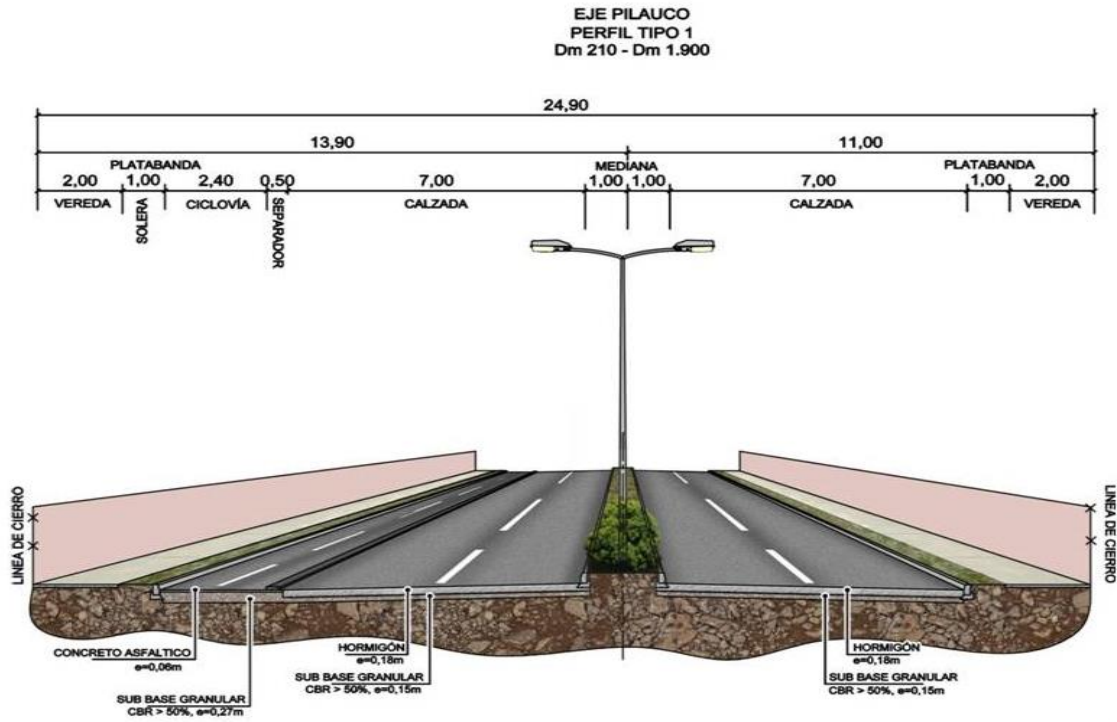 EJE PILAUCO
PERFIL TIPO 1
Dm 210 - Dm 1.900
24,90
13,90 11,00
PLATABANDA MEDIANA PLATABANDA
2,00 1,00 2,40 0,50 7,00 1,00 1,00 7,00 1,00 2,00
VEREDA SOLERA CICLOVÍA SEPARADOR CALZADA CALZADA VEREDA
LINEA DE CIERRO
LINEA DE CIERRO
CONCRETO ASFALTICO
e=0,06m
SUB BASE GRANULAR
CBR > 50%, e=0,27m
HORMIGÓN
e=0,18m
SUB BASE GRANULAR
CBR > 50%, e=0,15m
HORMIGÓN
e=0,18m
SUB BASE GRANULAR
CBR > 50%, e=0,15m